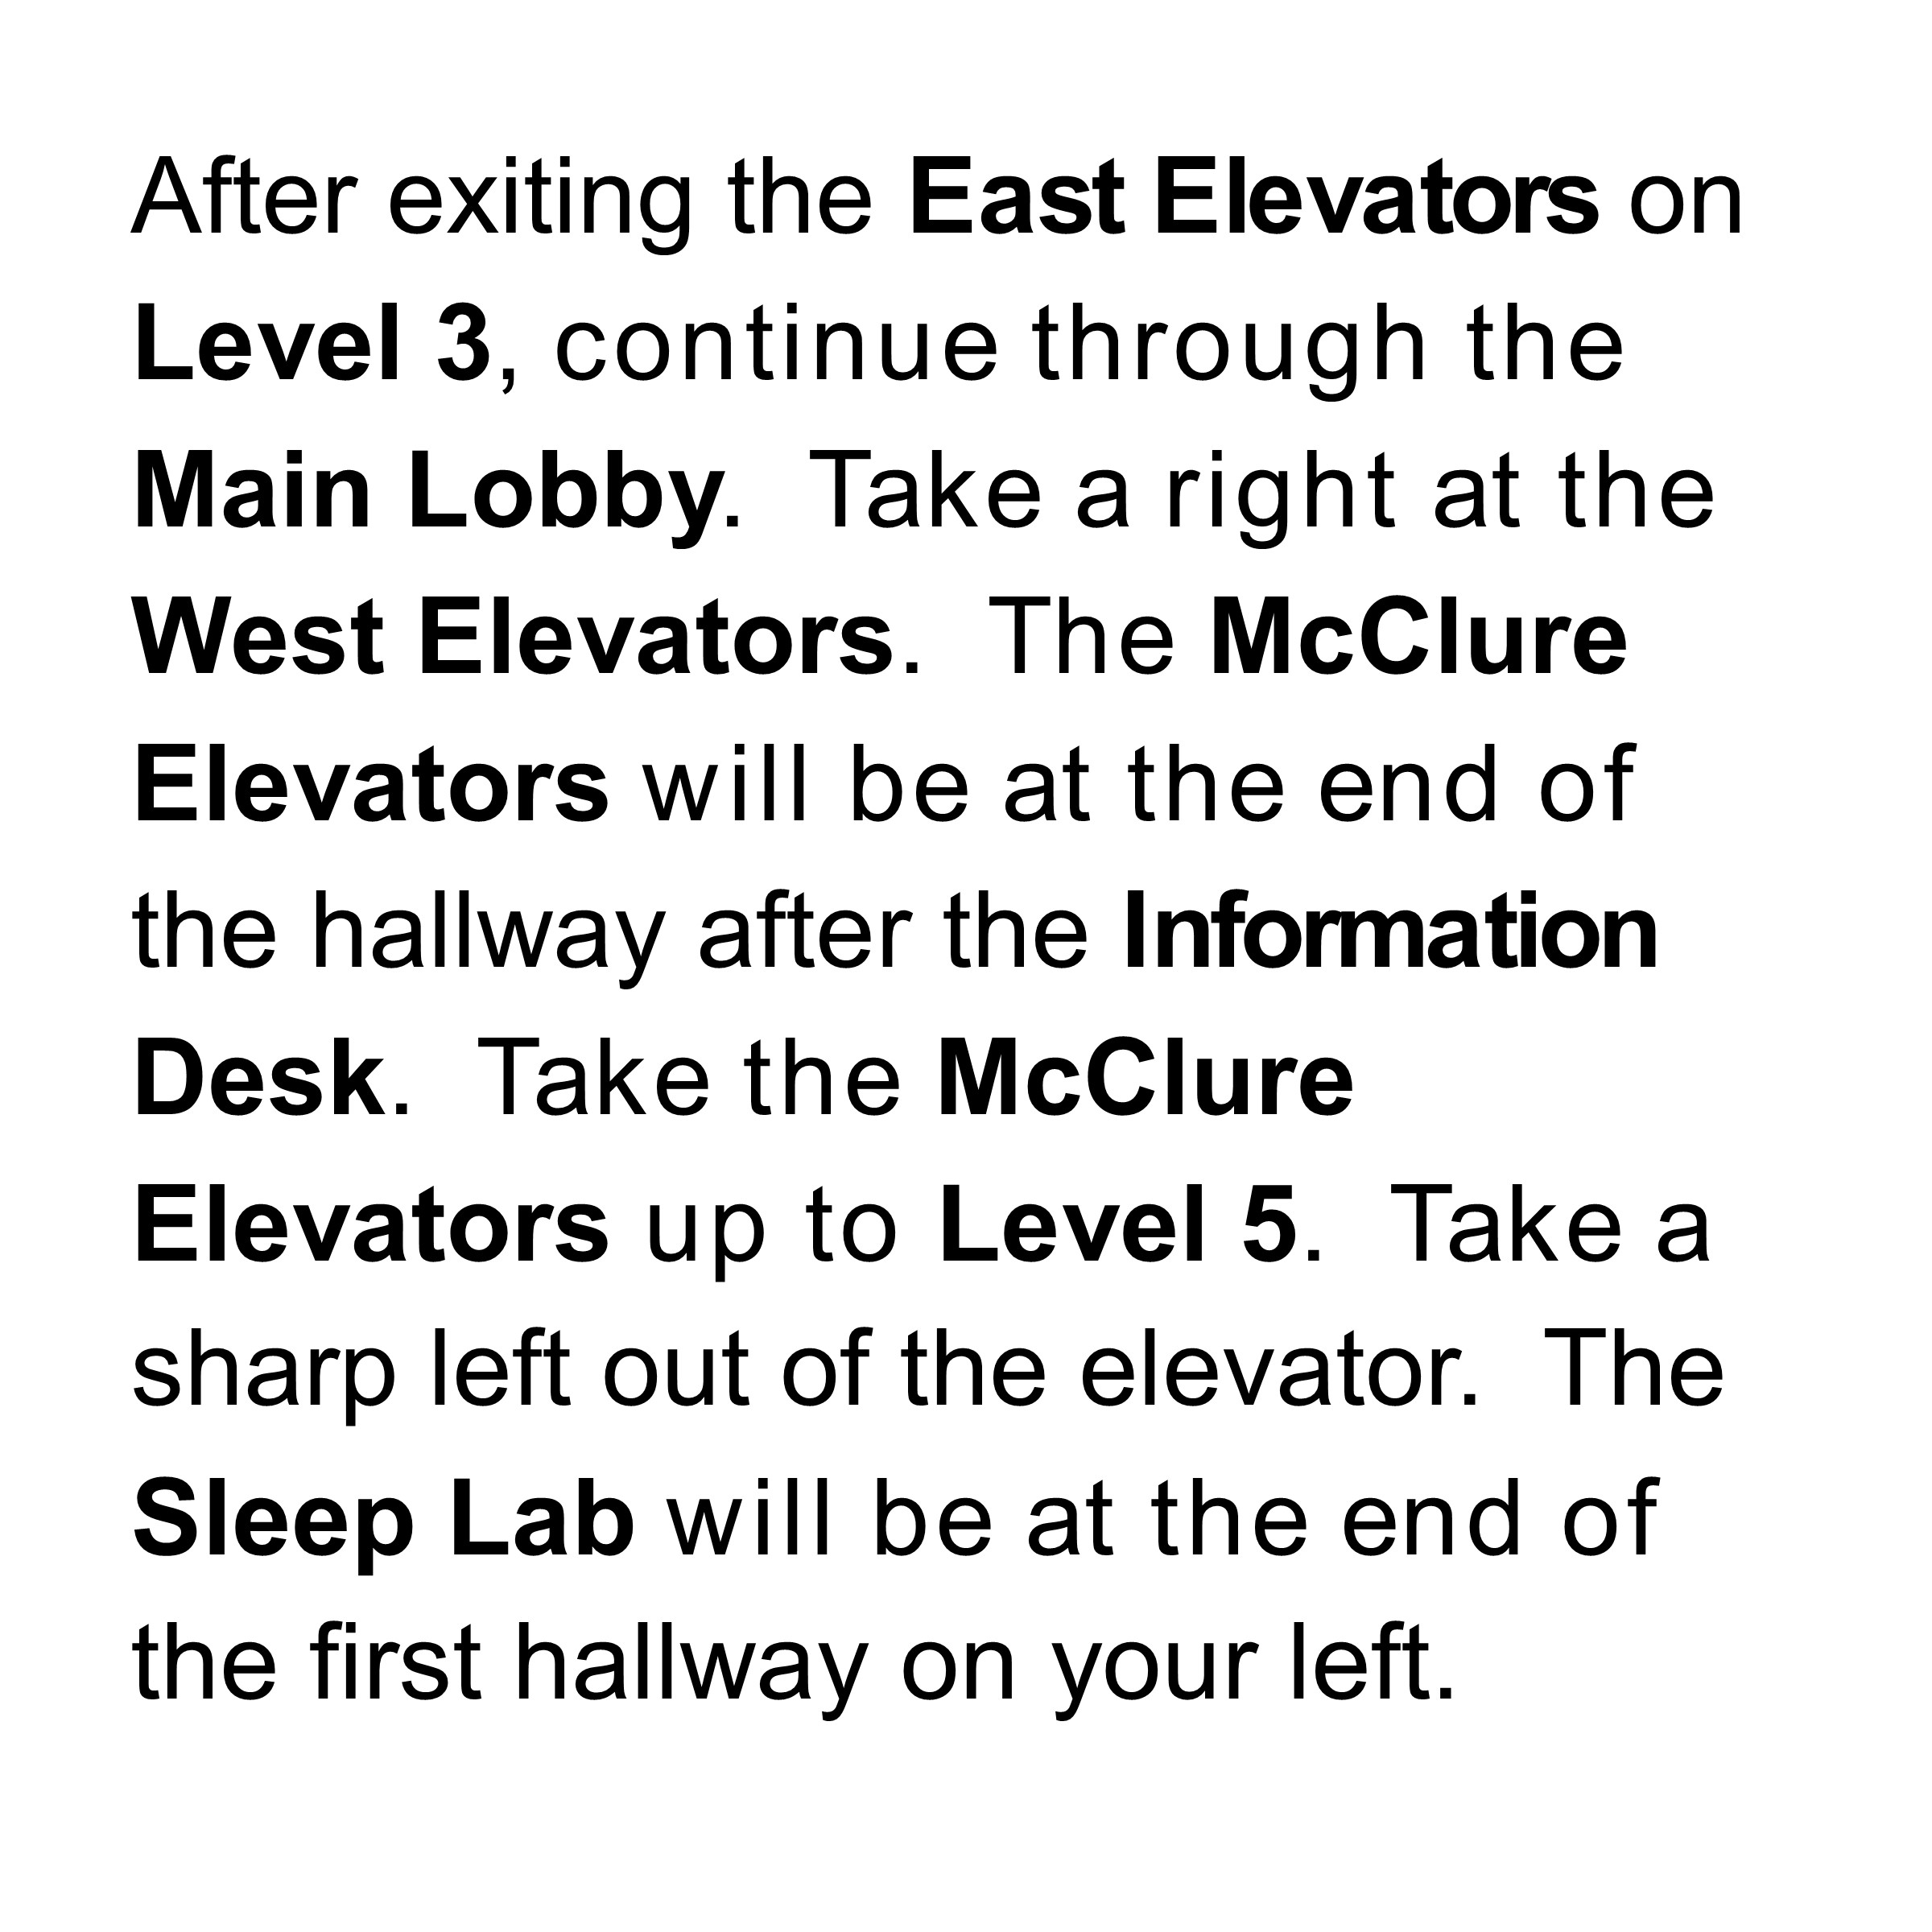 After exiting the East Elevators on
Level 3, continue through the
Main Lobby.  Take a right at the
West Elevators.  The McClure
Elevators will be at the end of
the hallway after the Information
Desk.  Take the McClure
Elevators up to Level 5.  Take a
sharp left out of the elevator.  The
Sleep Lab will be at the end of
the first hallway on your left.